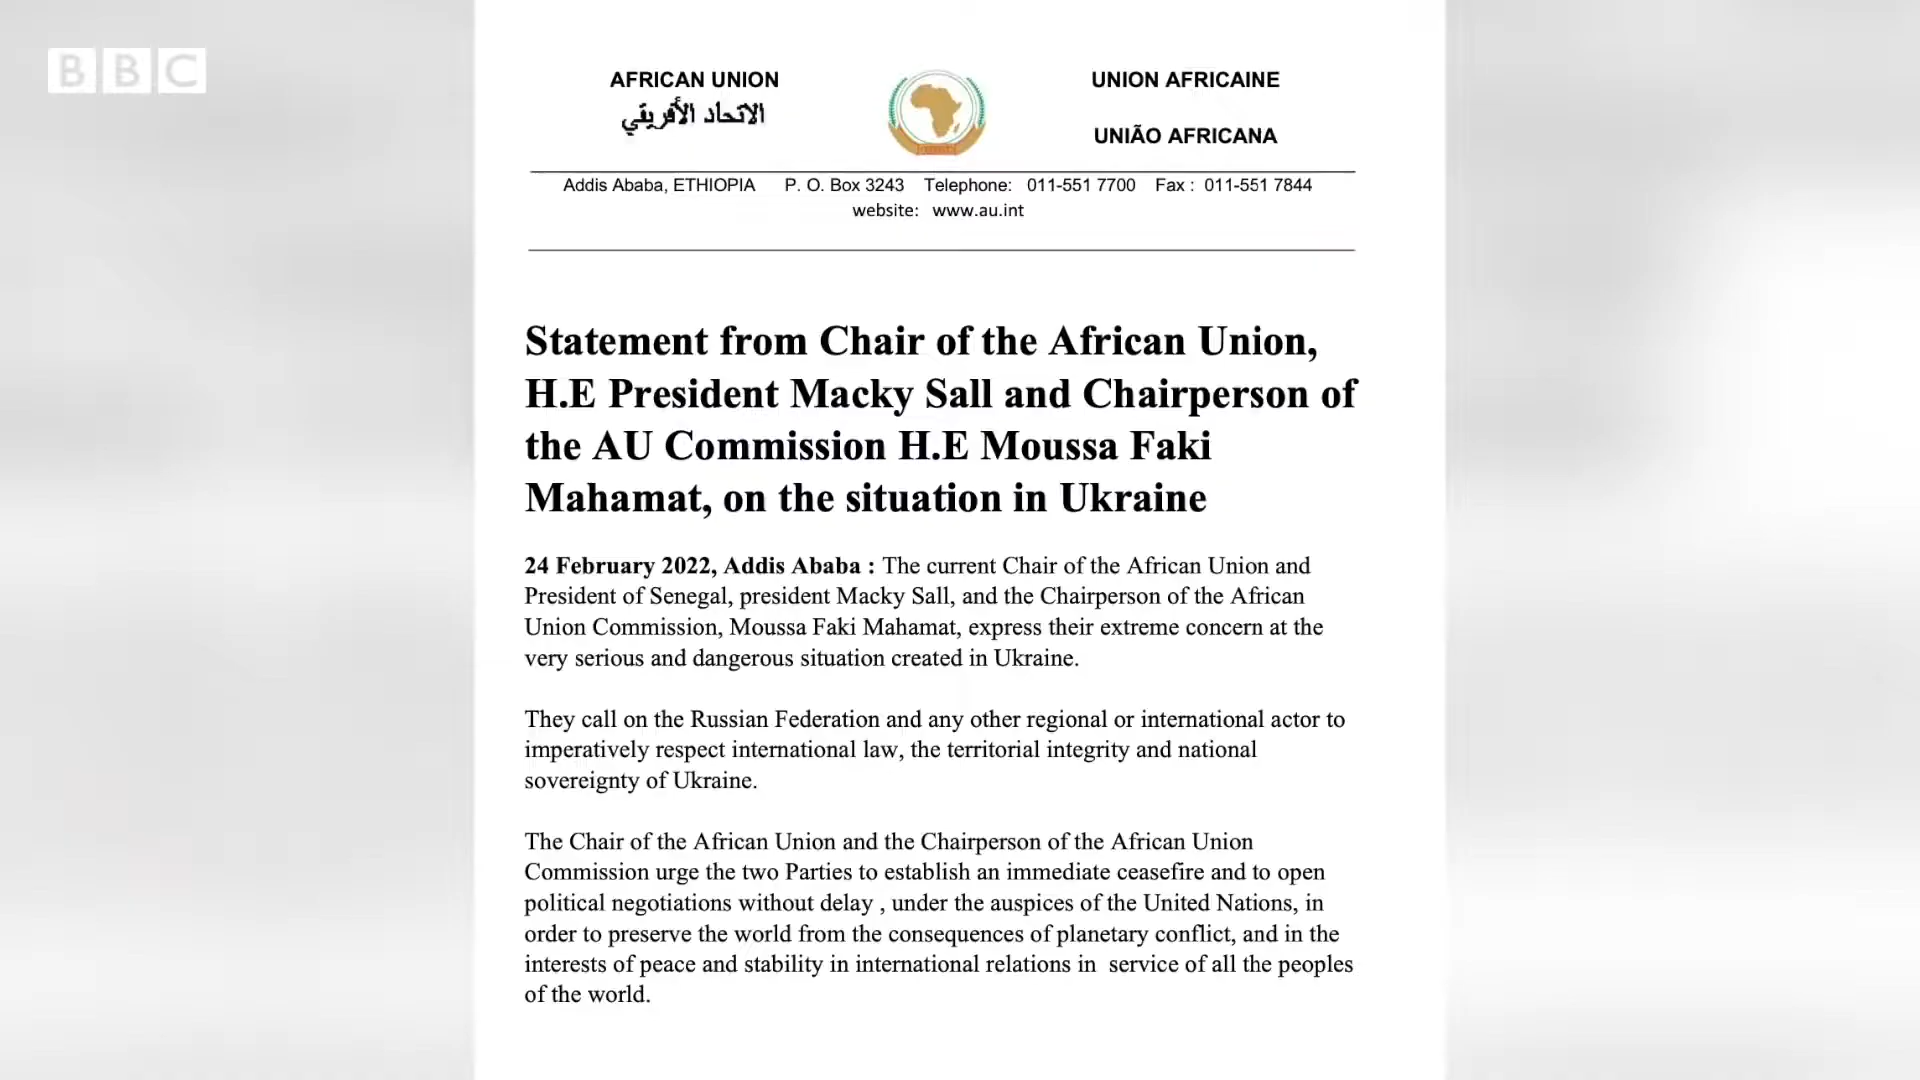 BBC
AFRICAN UNION
الاتحاد الأفريقي
UNION AFRICAINE
UNIÃO AFRICANA
Addis Ababa, ETHIOPIA P. O. Box 3243 Telephone: 011-551 7700 Fax : 011-551 7844
website: www.au.int
Statement from Chair of the African Union,
H.E President Macky Sall and Chairperson of
the AU Commission H.E Moussa Faki
Mahamat, on the situation in Ukraine
24 February 2022, Addis Ababa : The current Chair of the African Union and
President of Senegal, president Macky Sall, and the Chairperson of the African
Union Commission, Moussa Faki Mahamat, express their extreme concern at the
very serious and dangerous situation created in Ukraine.
They call on the Russian Federation and any other regional or international actor to
imperatively respect international law, the territorial integrity and national
sovereignty of Ukraine.
The Chair of the African Union and the Chairperson of the African Union
Commission urge the two Parties to establish an immediate ceasefire and to open
political negotiations without delay , under the auspices of the United Nations, in
order to preserve the world from the consequences of planetary conflict, and in the
interests of peace and stability in international relations in service of all the peoples
of the world.